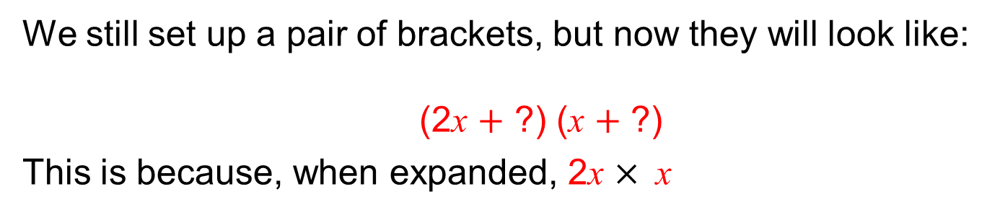 We still set up a pair of brackets, but now they will look like:
(2x + ?) (x + ?)
This is because, when expanded, 2x × x